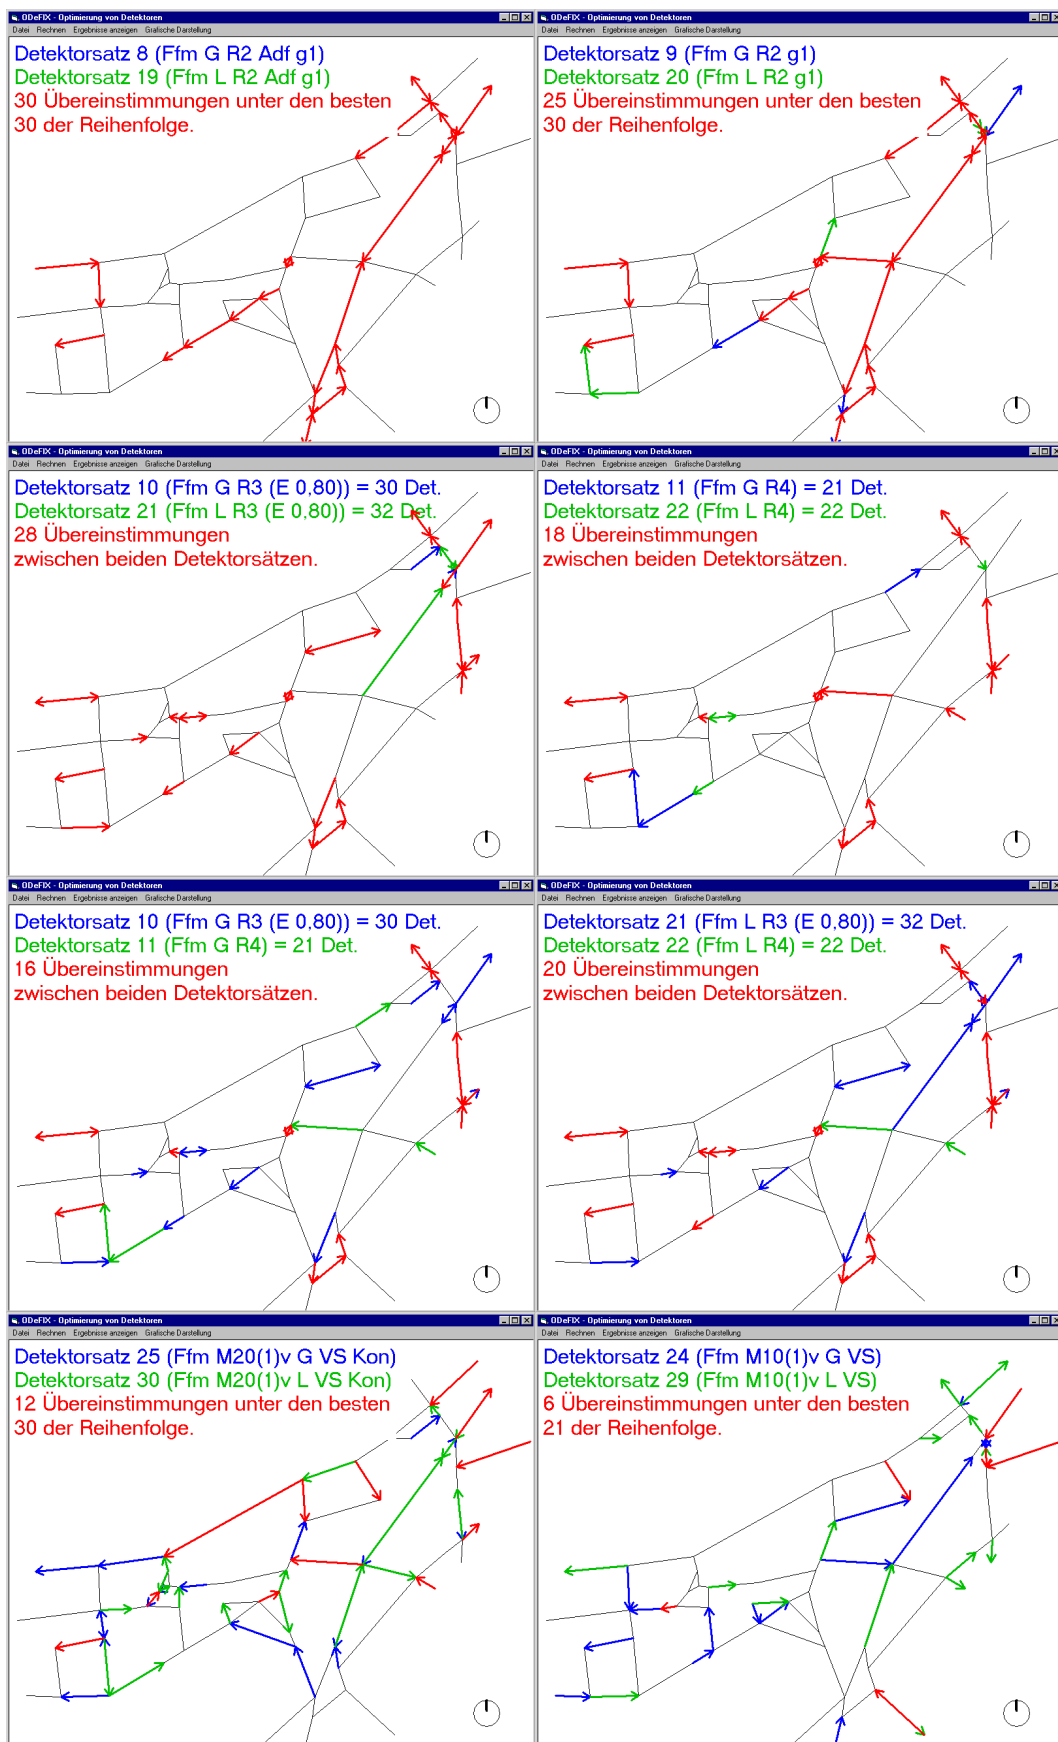 ODeFIX - Optimierung von Detektoren
Datei Rechnen Ergebnisse anzeigen Grafische Darstellung
Detektorsatz 8 (Ffm G R2 Adf g1)
Detektorsatz 19 (Ffm L R2 Adf g1)
30 Übereinstimmungen unter den besten
30 der Reihenfolge.
ODeFIX - Optimierung von Detektoren
Datei Rechnen Ergebnisse anzeigen Grafische Darstellung
Detektorsatz 9 (Ffm G R2 g1)
Detektorsatz 20 (Ffm L R2 g1)
25 Übereinstimmungen unter den besten
30 der Reihenfolge.
ODeFIX - Optimierung von Detektoren
Datei Rechnen Ergebnisse anzeigen Grafische Darstellung
Detektorsatz 10 (Ffm G R3 (E 0,80)) = 30 Det.
Detektorsatz 21 (Ffm L R3 (E 0,80)) = 32 Det.
28 Übereinstimmungen
zwischen beiden Detektorsätzen.
ODeFIX - Optimierung von Detektoren
Datei Rechnen Ergebnisse anzeigen Grafische Darstellung
Detektorsatz 11 (Ffm G R4) = 21 Det.
Detektorsatz 22 (Ffm L R4) = 22 Det.
18 Übereinstimmungen
zwischen beiden Detektorsätzen.
ODeFIX - Optimierung von Detektoren
Datei Rechnen Ergebnisse anzeigen Grafische Darstellung
Detektorsatz 10 (Ffm G R3 (E 0,80)) = 30 Det.
Detektorsatz 11 (Ffm G R4) = 21 Det.
16 Übereinstimmungen
zwischen beiden Detektorsätzen.
ODeFIX - Optimierung von Detektoren
Datei Rechnen Ergebnisse anzeigen Grafische Darstellung
Detektorsatz 21 (Ffm L R3 (E 0,80)) = 32 Det.
Detektorsatz 22 (Ffm L R4) = 22 Det.
20 Übereinstimmungen
zwischen beiden Detektorsätzen.
ODeFIX - Optimierung von Detektoren
Datei Rechnen Ergebnisse anzeigen Grafische Darstellung
Detektorsatz 25 (Ffm M20(1)v G VS Kon)
Detektorsatz 30 (Ffm M20(1)v L VS Kon)
12 Übereinstimmungen unter den besten
30 der Reihenfolge.
ODeFIX - Optimierung von Detektoren
Datei Rechnen Ergebnisse anzeigen Grafische Darstellung
Detektorsatz 24 (Ffm M10(1)v G VS)
Detektorsatz 29 (Ffm M10(1)v L VS)
6 Übereinstimmungen unter den besten
21 der Reihenfolge.